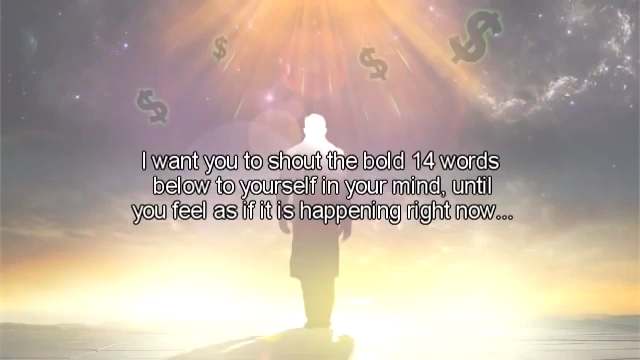 I want you to shout the bold 14 words
below to yourself in your mind, until
you feel as if it is happening right now...